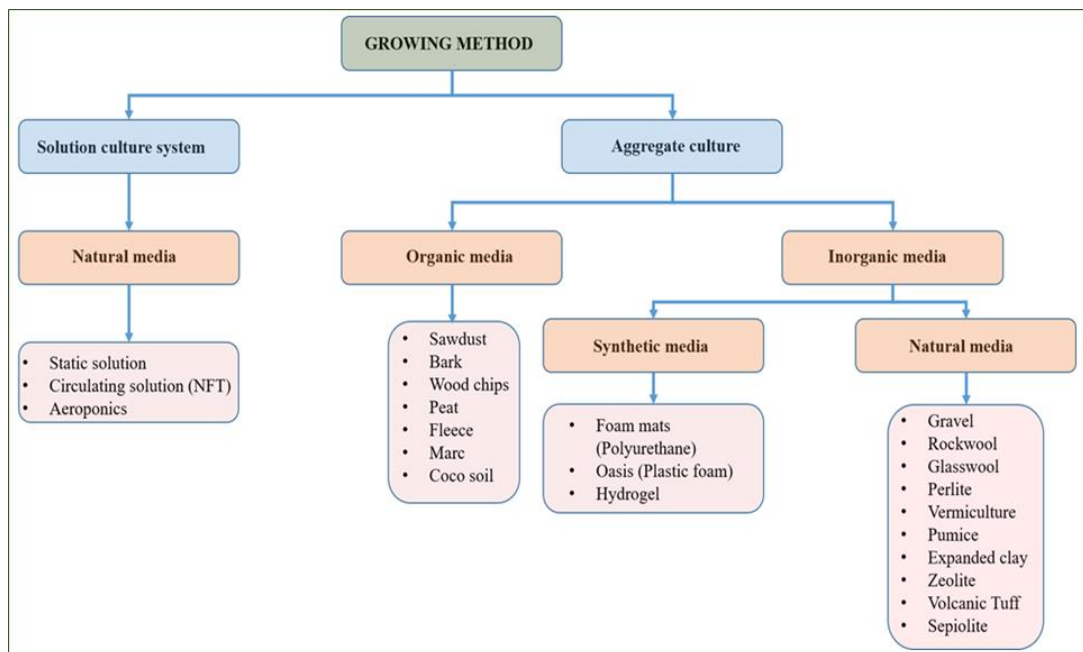 GROWING METHOD
Solution culture system
Aggregate culture
Natural media
Organic media
Inorganic media
• Static solution
• Circulating solution (NFT)
• Aeroponics
• Sawdust
• Bark
• Wood chips
• Peat
• Fleece
• Marc
• Coco soil
Synthetic media
Natural media
• Foam mats
(Polyurethane)
• Oasis (Plastic foam)
• Hydrogel
• Gravel
• Rockwool
• Glasswool
• Perlite
• Vermiculture
• Pumice
• Expanded clay
• Zeolite
• Volcanic Tuff
• Sepiolite